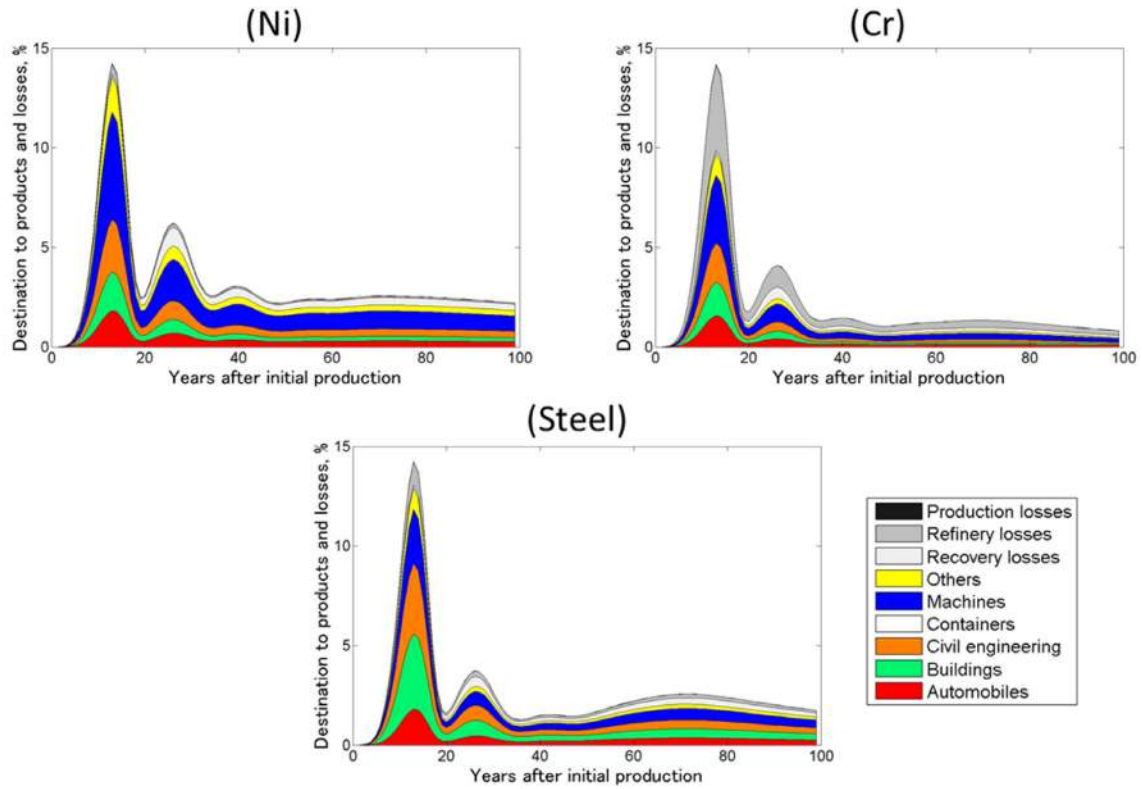 (Ni)
Destination to products and losses, %
15
10
5
0
0 20 40 60 80 100
Years after initial production
(Cr)
Destination to products and losses, %
15
10
5
0
0 20 40 60 80 100
Years after initial production
(Steel)
Destination to products and losses, %
15
10
5
0
0 20 40 60 80 100
Years after initial production
Production losses
Refinery losses
Recovery losses
Others
Machines
Containers
Civil engineering
Buildings
Automobiles